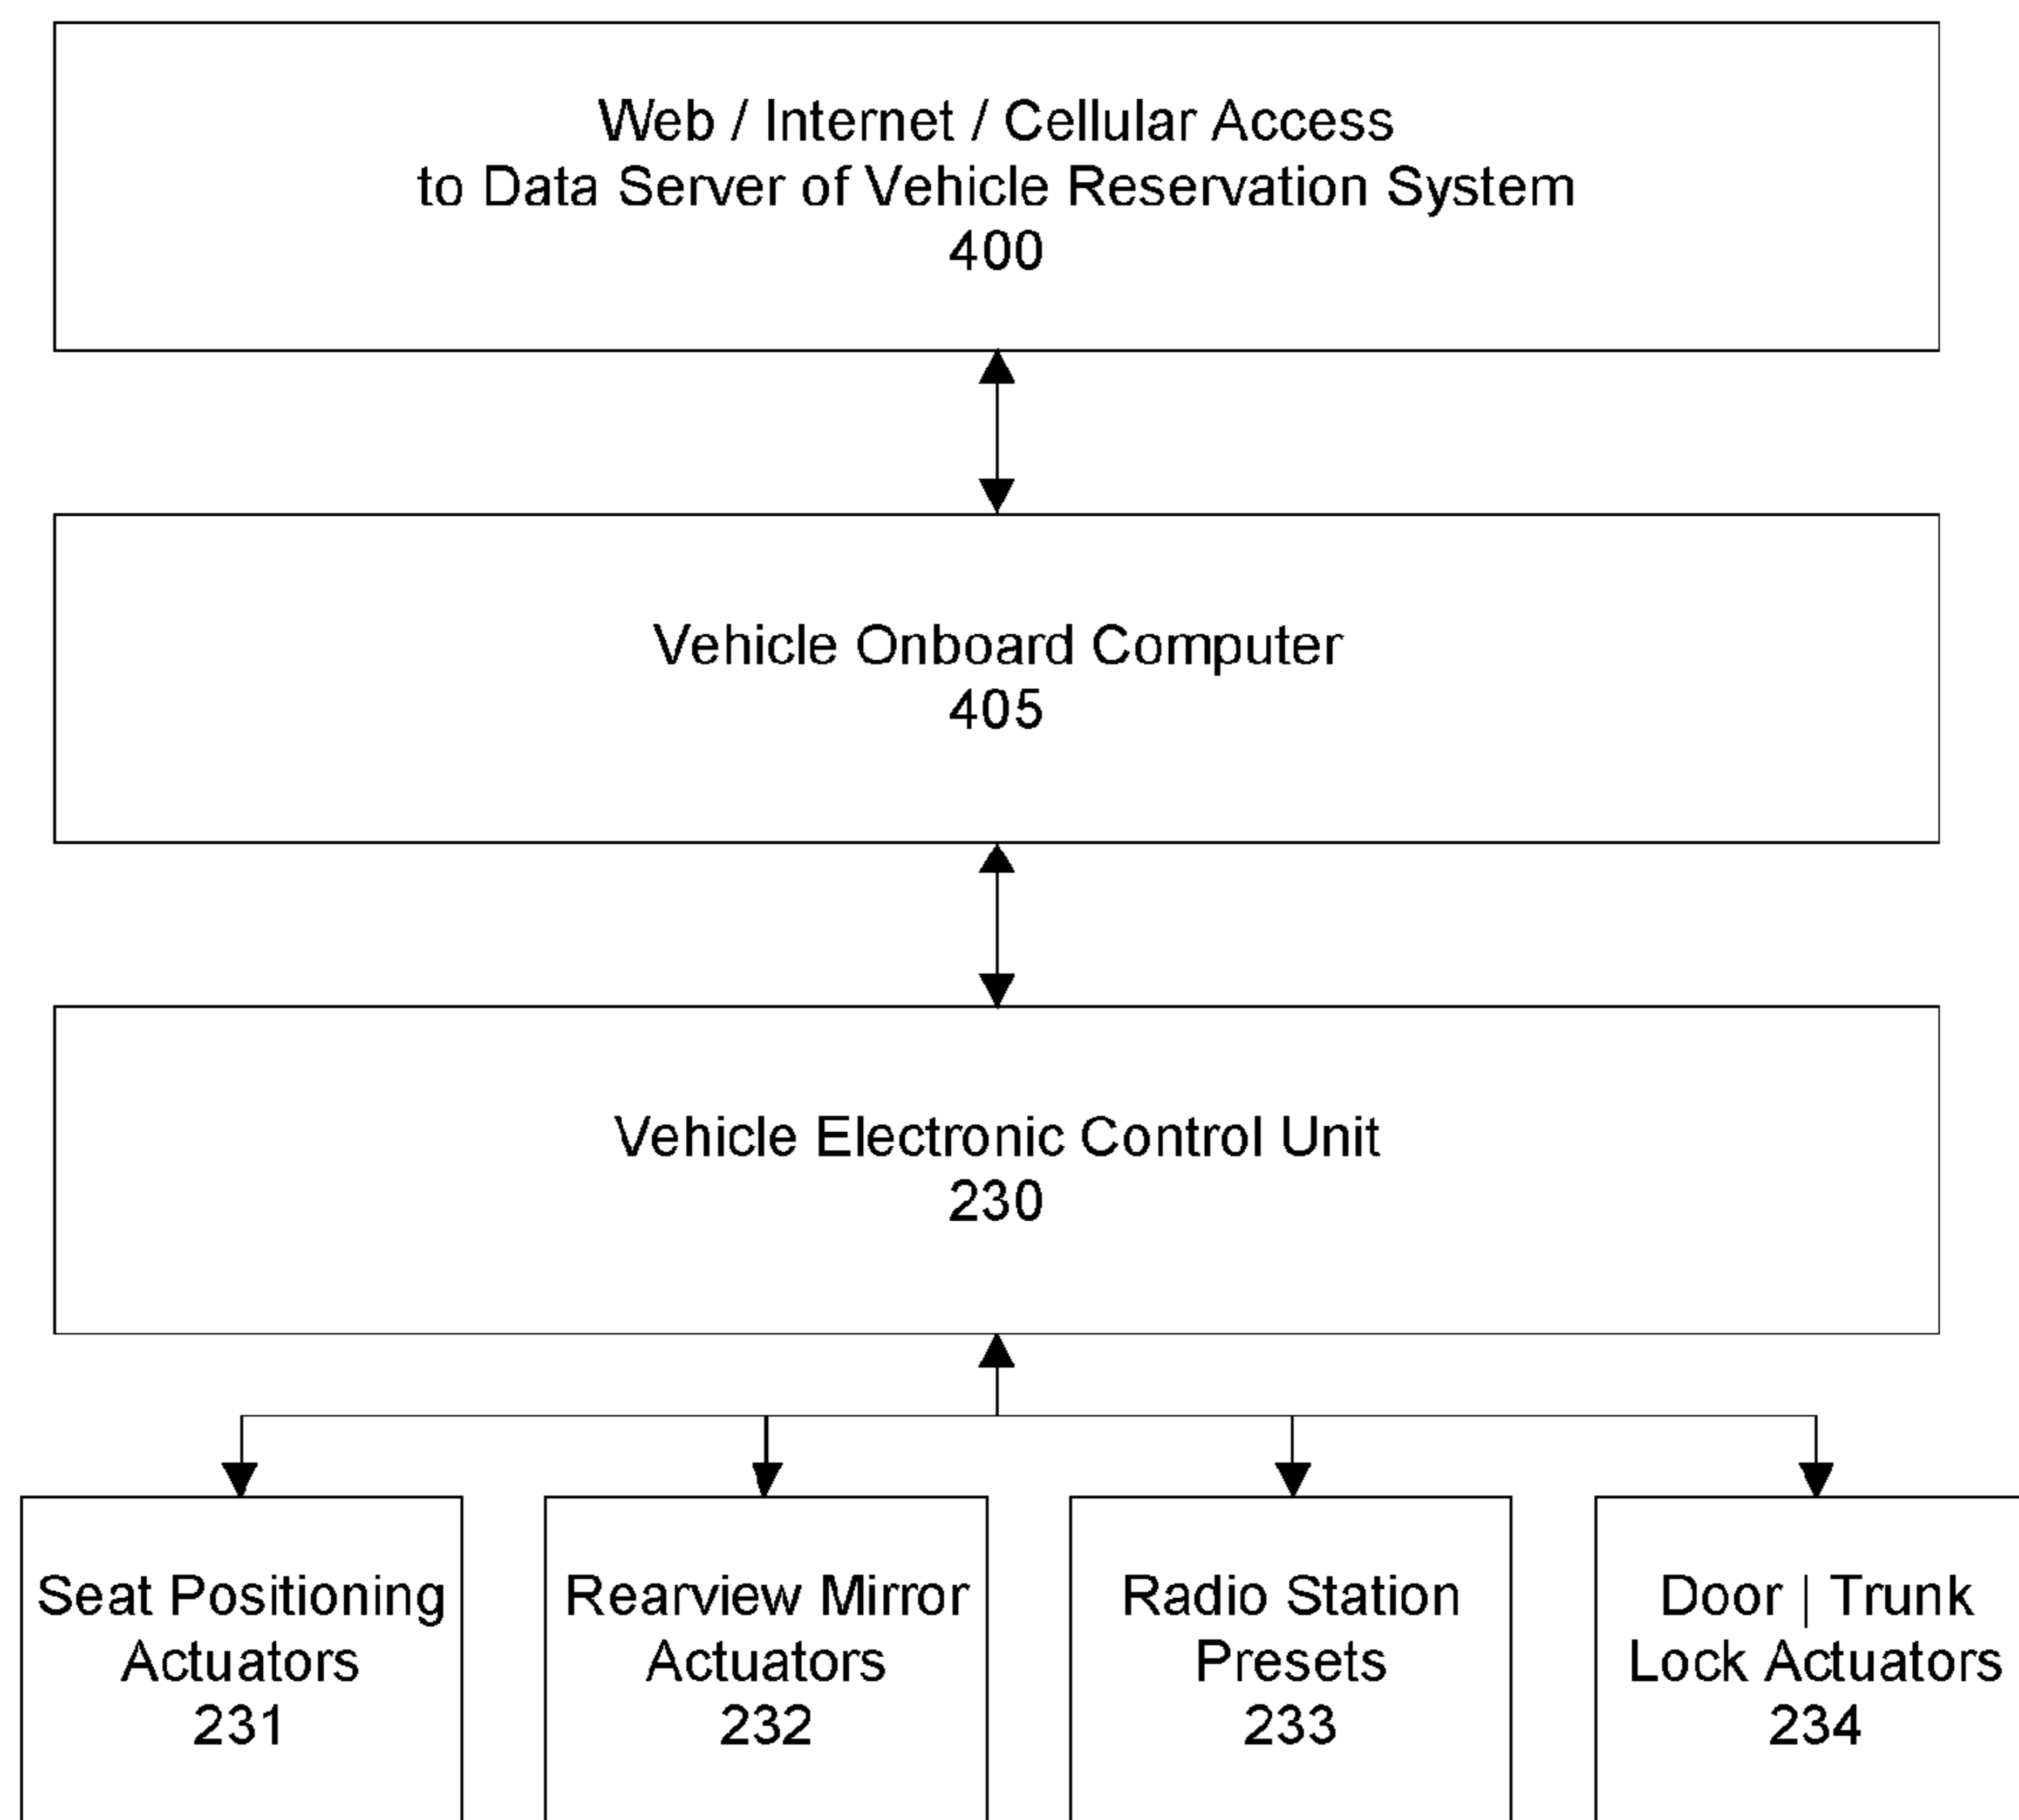 Web / Internet / Cellular Access
to Data Server of Vehicle Reservation System
400
Vehicle Onboard Computer
405
Vehicle Electronic Control Unit
230
Seat Positioning
Actuators
231
Rearview Mirror
Actuators
232
Radio Station
Presets
233
Door | Trunk
Lock Actuators
234